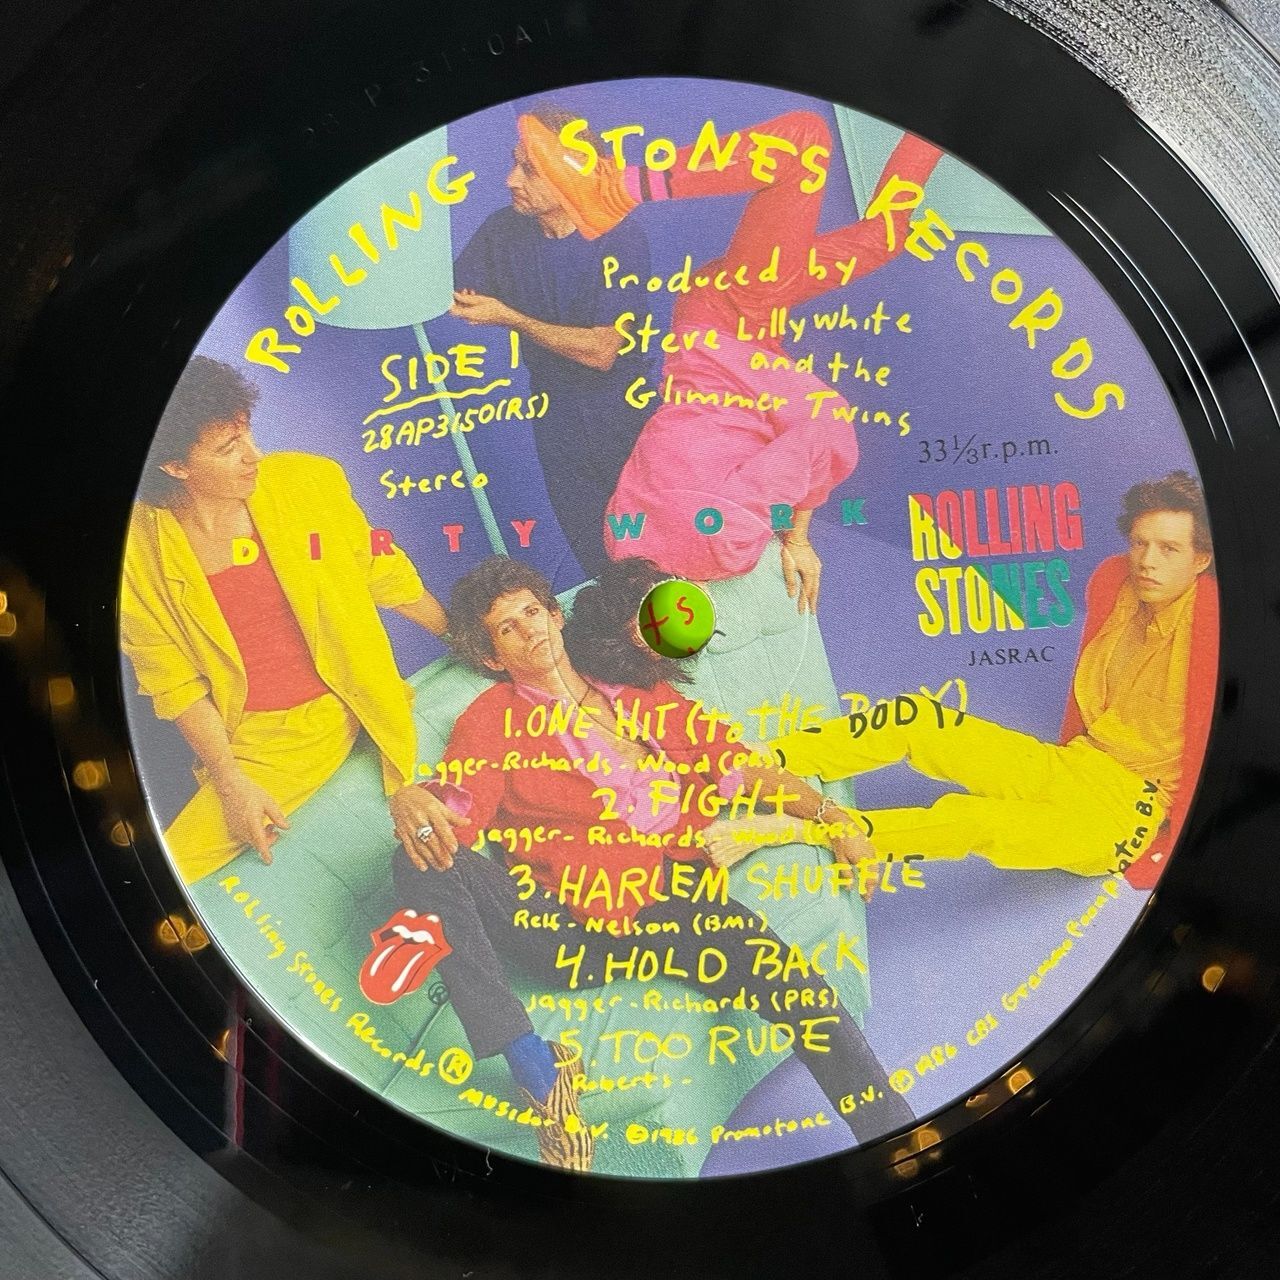 ROLLING STONES RECORDS
Produced by
Steve Lillywhite
and the
Glimmer Twins
SIDE 1
28AP3150(RS)
Stereo
33⅓r.p.m.
DIRTY WORK
ROLLING
STONES
JASRAC
1. ONE HIT (to tHE BODY)
Jagger-Richards-Wood (PRS)
2. FIGHt
Jagger-Richards-Wood (PRS)
3. HARLEM SHUFFLE
Relf-Nelson (BMI)
4. HOLD BACK
Jagger-Richards (PRS)
5. TOO RUDE
Roberts-
Rolling Stones Records ® Musidor B.V. ©1986 Promotone B.V. ℗1986 CBS Grammofoonplaten B.V.
®
ts